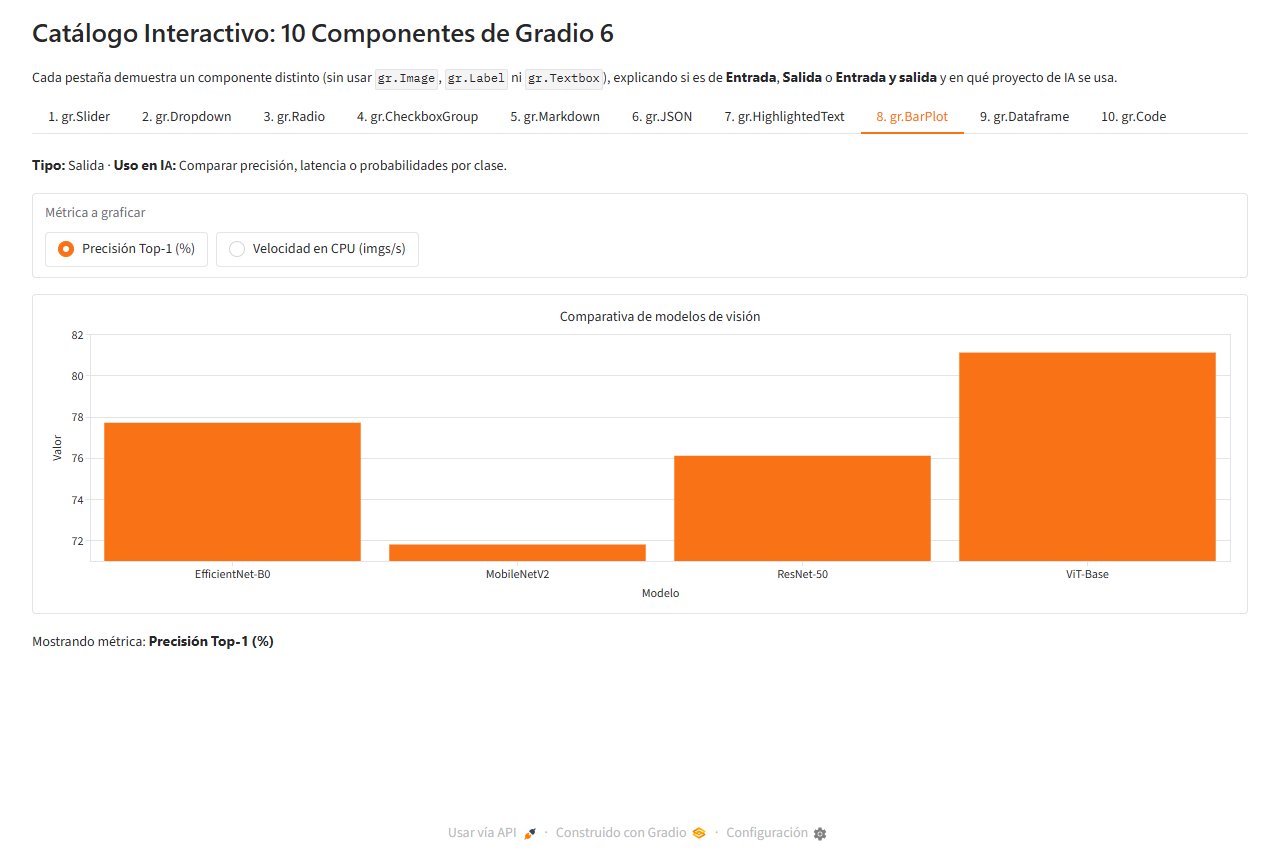 Catálogo Interactivo: 10 Componentes de Gradio 6
Cada pestaña demuestra un componente distinto (sin usar gr.Image, gr.Label ni gr.Textbox), explicando si es de Entrada, Salida o Entrada y salida y en qué proyecto de IA se usa.
1. gr.Slider 2. gr.Dropdown 3. gr.Radio 4. gr.CheckboxGroup 5. gr.Markdown 6. gr.JSON 7. gr.HighlightedText 8. gr.BarPlot 9. gr.Dataframe 10. gr.Code
Tipo: Salida · Uso en IA: Comparar precisión, latencia o probabilidades por clase.
Métrica a graficar
Precisión Top-1 (%) Velocidad en CPU (imgs/s)
Comparativa de modelos de visión
82
80
78
76
74
72
Valor
EfficientNet-B0 MobileNetV2 ResNet-50 ViT-Base
Modelo
Mostrando métrica: Precisión Top-1 (%)
Usar vía API · Construido con Gradio · Configuración